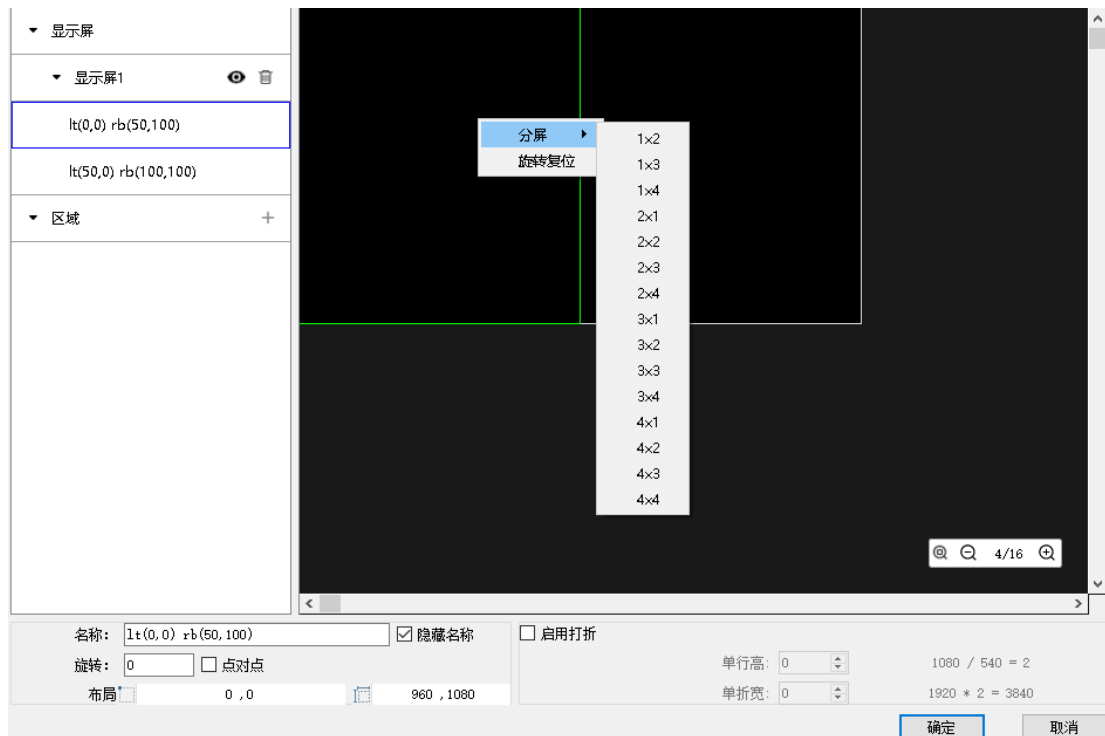 显示屏
显示屏1
lt(0,0) rb(50,100)
lt(50,0) rb(100,100)
区域
分屏
旋转复位
1×2
1×3
1×4
2×1
2×2
2×3
2×4
3×1
3×2
3×3
3×4
4×1
4×2
4×3
4×4
4/16
名称: lt(0,0) rb(50,100) 隐藏名称 启用打折
旋转: 0 点对点 单行高: 0 1080 / 540 = 2
布局 0 ,0 960 ,1080 单折宽: 0 1920 * 2 = 3840
确定 取消